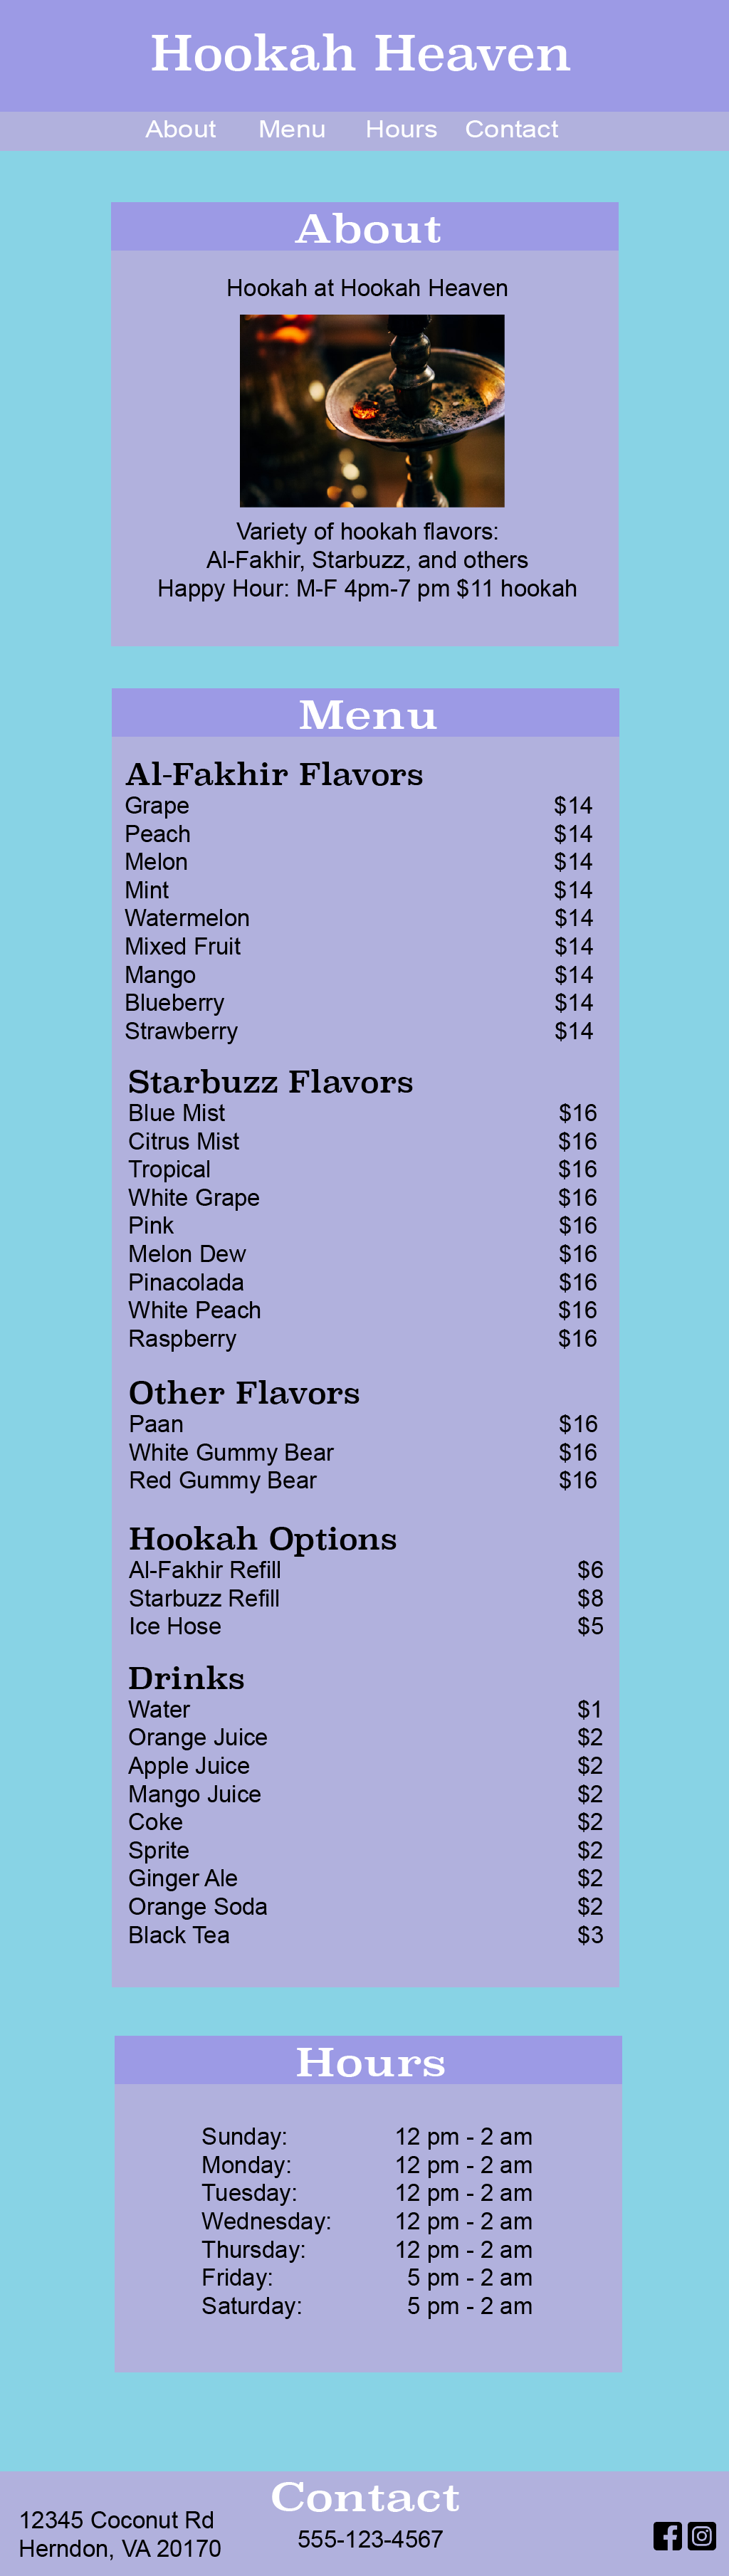 Hookah Heaven
About Menu Hours Contact
About
Hookah at Hookah Heaven
Variety of hookah flavors:
Al-Fakhir, Starbuzz, and others
Happy Hour: M-F 4pm-7 pm $11 hookah
Menu
Al-Fakhir Flavors
Grape $14
Peach $14
Melon $14
Mint $14
Watermelon $14
Mixed Fruit $14
Mango $14
Blueberry $14
Strawberry $14
Starbuzz Flavors
Blue Mist $16
Citrus Mist $16
Tropical $16
White Grape $16
Pink $16
Melon Dew $16
Pinacolada $16
White Peach $16
Raspberry $16
Other Flavors
Paan $16
White Gummy Bear $16
Red Gummy Bear $16
Hookah Options
Al-Fakhir Refill $6
Starbuzz Refill $8
Ice Hose $5
Drinks
Water $1
Orange Juice $2
Apple Juice $2
Mango Juice $2
Coke $2
Sprite $2
Ginger Ale $2
Orange Soda $2
Black Tea $3
Hours
Sunday: 12 pm - 2 am
Monday: 12 pm - 2 am
Tuesday: 12 pm - 2 am
Wednesday: 12 pm - 2 am
Thursday: 12 pm - 2 am
Friday: 5 pm - 2 am
Saturday: 5 pm - 2 am
Contact
12345 Coconut Rd
Herndon, VA 20170
555-123-4567